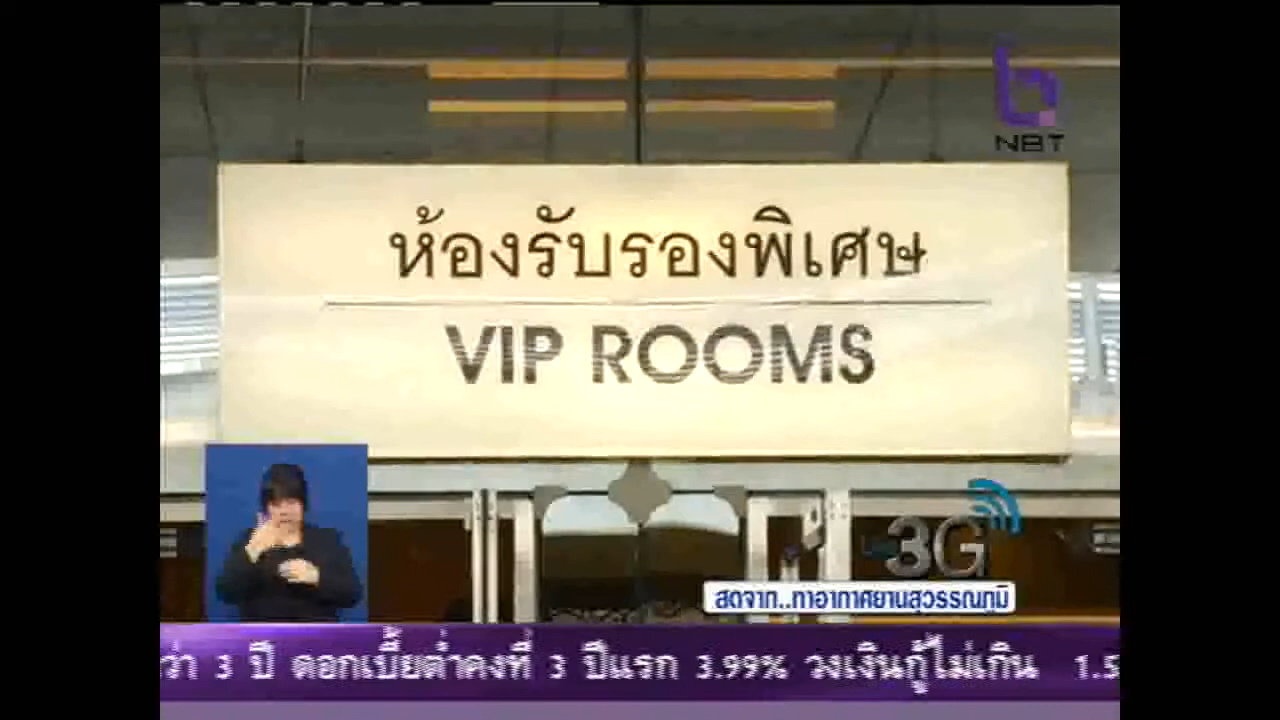 NBT
ห้องรับรองพิเศษ
VIP ROOMS
3G
สดจาก..ท่าอากาศยานสุวรรณภูมิ
ว่า 3 ปี ดอกเบี้ยต่ำคงที่ 3 ปีแรก 3.99% วงเงินกู้ไม่เกิน 1.5